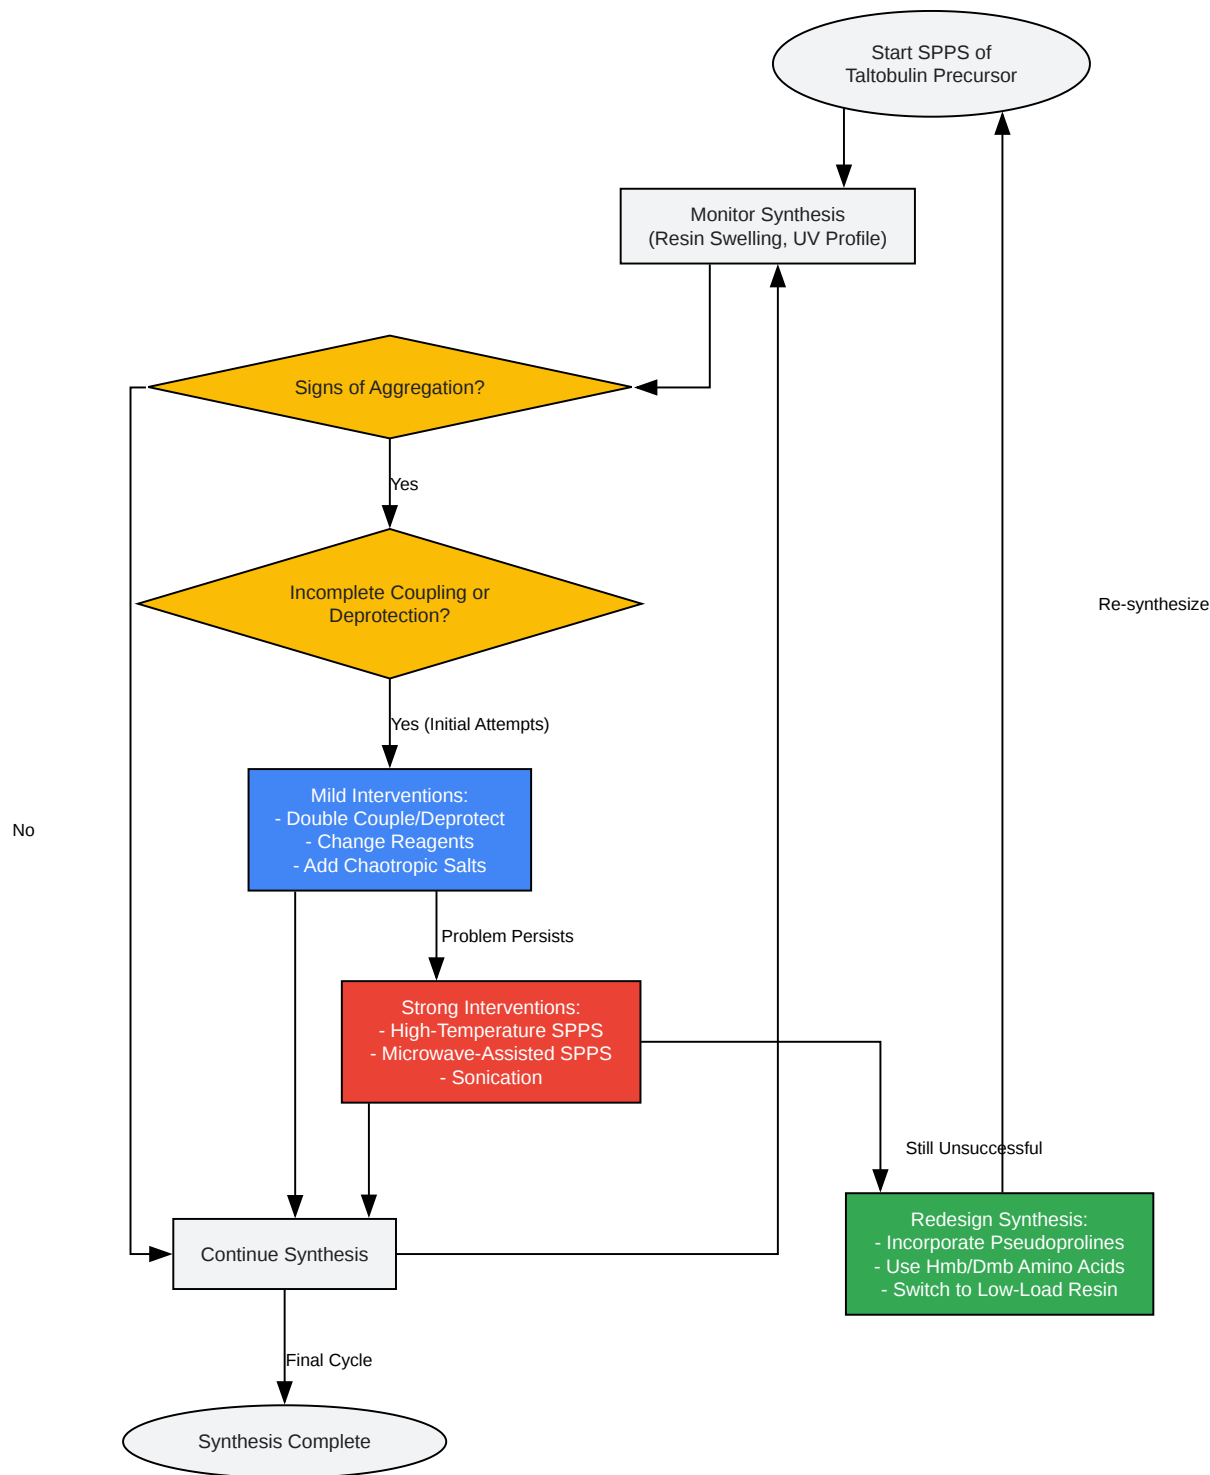 Start SPPS of
Taltobulin Precursor
Monitor Synthesis
(Resin Swelling, UV Profile)
Signs of Aggregation?
Yes
Incomplete Coupling or
Deprotection?
Re-synthesize
Yes (Initial Attempts)
Mild Interventions:
- Double Couple/Deprotect
- Change Reagents
- Add Chaotropic Salts
No
Problem Persists
Strong Interventions:
- High-Temperature SPPS
- Microwave-Assisted SPPS
- Sonication
Still Unsuccessful
Redesign Synthesis:
- Incorporate Pseudoprolines
- Use Hmb/Dmb Amino Acids
- Switch to Low-Load Resin
Continue Synthesis
Final Cycle
Synthesis Complete